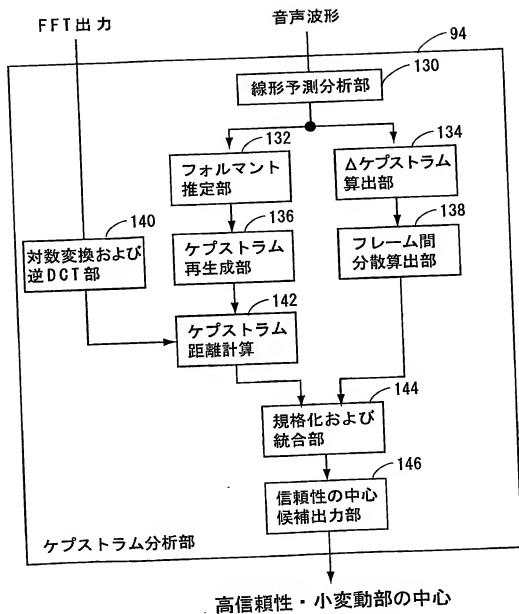 FFT出力
音声波形
94
線形予測分析部
130
132
134
フォルマント
推定部
Δケプストラム
算出部
140
136
138
対数変換および
逆DCT部
ケプストラム
再生成部
フレーム間
分散算出部
142
ケプストラム
距離計算
144
規格化および
統合部
146
信頼性の中心
候補出力部
ケプストラム分析部
高信頼性・小変動部の中心